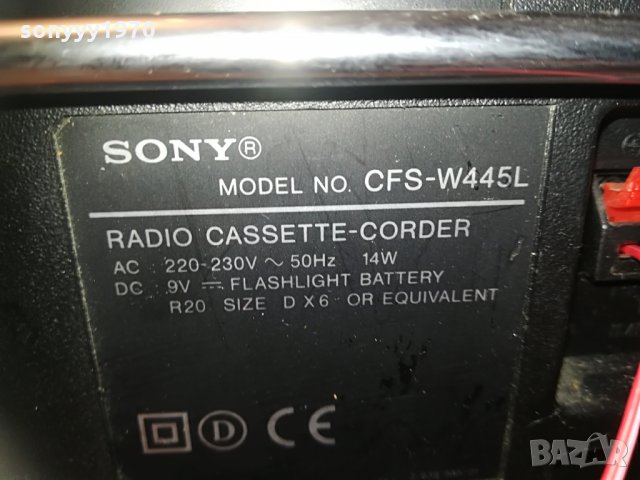 sonyyy1970
SONY®
MODEL NO. CFS-W445L
RADIO CASSETTE-CORDER
AC : 220-230V ~ 50Hz 14W
DC : 9V ⎓ FLASHLIGHT BATTERY
R20 SIZE D X 6 OR EQUIVALENT
D CE
BAZAR